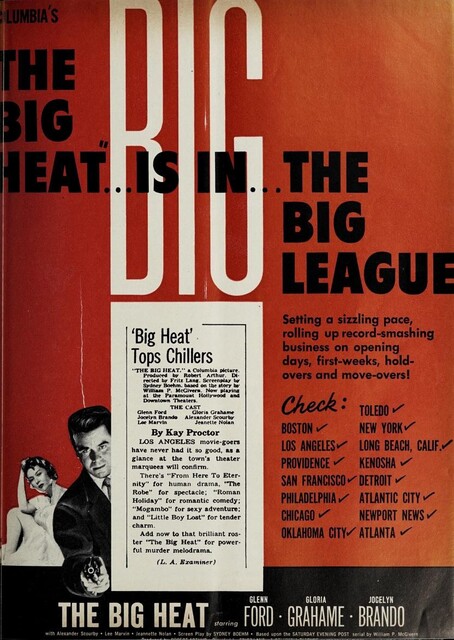 COLUMBIA'S
BIG
THE
BIG
HEAT"...IS IN...THE
BIG
LEAGUE
Setting a sizzling pace,
rolling up record-smashing
business on opening
days, first-weeks, hold-
overs and move-overs!
'Big Heat'
Tops Chillers
"THE BIG HEAT," a Columbia picture.
Produced by Robert Arthur. Di-
rected by Fritz Lang. Screenplay by
Sydney Boehm, based on the story by
William P. McGivern. Now playing
at the Paramount Hollywood and
Downtown Theaters.
THE CAST
Glenn Ford Gloria Grahame
Jocelyn Brando Alexander Scourby
Lee Marvin Jeanette Nolan
By Kay Proctor
LOS ANGELES movie-goers
have never had it so good, as a
glance at the town's theater
marquees will confirm.
There's "From Here To Eter-
nity" for human drama, "The
Robe" for spectacle; "Roman
Holiday" for romantic comedy;
"Mogambo" for sexy adventure;
and "Little Boy Lost" for tender
charm.
Add now to that brilliant ros-
ter "The Big Heat" for power-
ful murder melodrama.
(L. A. Examiner)
Check:
TOLEDO ✓
BOSTON ✓ NEW YORK ✓
LOS ANGELES ✓ LONG BEACH, CALIF. ✓
PROVIDENCE ✓ KENOSHA ✓
SAN FRANCISCO ✓ DETROIT ✓
PHILADELPHIA ✓ ATLANTIC CITY ✓
CHICAGO ✓ NEWPORT NEWS ✓
OKLAHOMA CITY ✓ ATLANTA ✓
THE BIG HEAT starring GLENN FORD · GLORIA GRAHAME · JOCELYN BRANDO
with Alexander Scourby • Lee Marvin • Jeannette Nolan • Screen Play by SYDNEY BOEHM • Based upon the SATURDAY EVENING POST serial by William P. McGivern